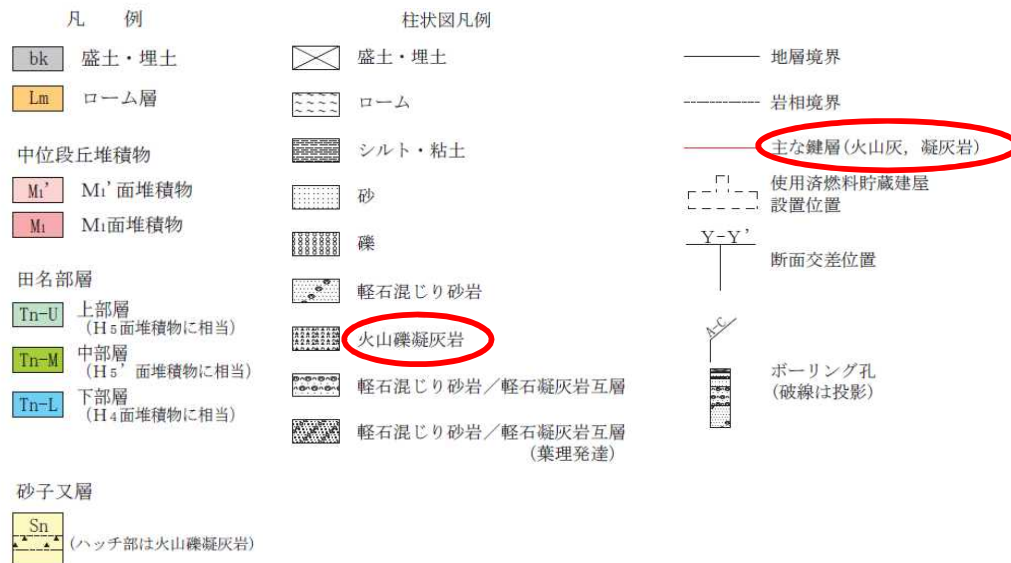 凡 例
bk 盛土・埋土
Lm ローム層
中位段丘堆積物
M₁' M₁'面堆積物
M₁ M₁面堆積物
田名部層
Tn-U 上部層
(H₅面堆積物に相当)
Tn-M 中部層
(H₅'面堆積物に相当)
Tn-L 下部層
(H₄面堆積物に相当)
砂子又層
Sn
(ハッチ部は火山礫凝灰岩)
柱状図凡例
盛土・埋土
ローム
シルト・粘土
砂
礫
軽石混じり砂岩
火山礫凝灰岩
軽石混じり砂岩/軽石凝灰岩互層
軽石混じり砂岩/軽石凝灰岩互層
(葉理発達)
地層境界
岩相境界
主な鍵層(火山灰,凝灰岩)
使用済燃料貯蔵建屋
設置位置
Y-Y'
断面交差位置
A-C
ボーリング孔
(破線は投影)